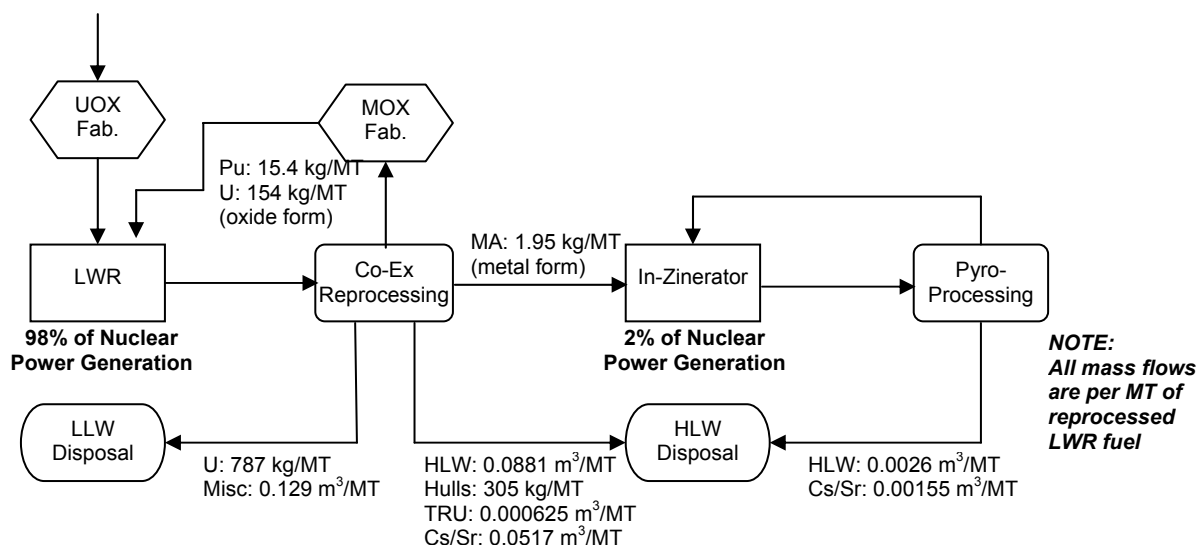 UOX
Fab.
MOX
Fab.
Pu: 15.4 kg/MT
U: 154 kg/MT
(oxide form)
LWR
98% of Nuclear
Power Generation
Co-Ex
Reprocessing
MA: 1.95 kg/MT
(metal form)
In-Zinerator
2% of Nuclear
Power Generation
Pyro-
Processing
NOTE:
All mass flows
are per MT of
reprocessed
LWR fuel
LLW
Disposal
U: 787 kg/MT
Misc: 0.129 m³/MT
HLW: 0.0881 m³/MT
Hulls: 305 kg/MT
TRU: 0.000625 m³/MT
Cs/Sr: 0.0517 m³/MT
HLW
Disposal
HLW: 0.0026 m³/MT
Cs/Sr: 0.00155 m³/MT